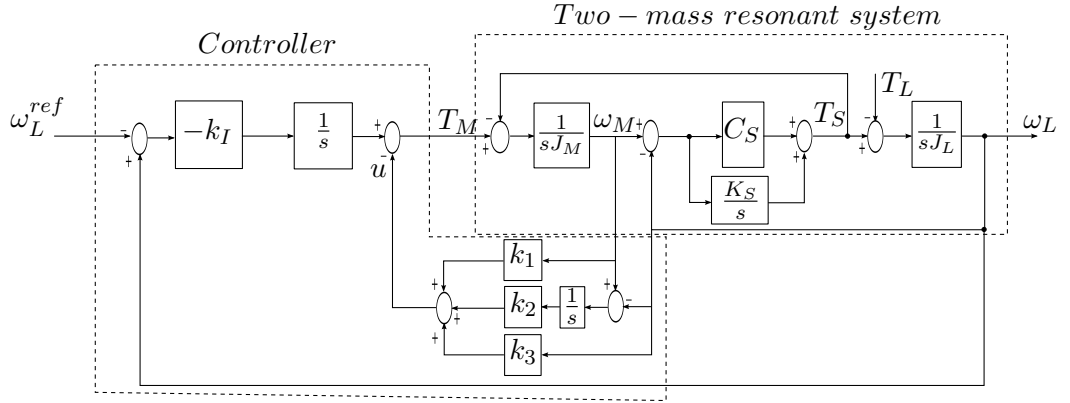 Two − mass resonant system
Controller
ω_L^{ref}
−k_I
1/s
T_M
u
1/(sJ_M)
ω_M
C_S
K_S/s
T_S
T_L
1/(sJ_L)
ω_L
k_1
k_2
1/s
k_3